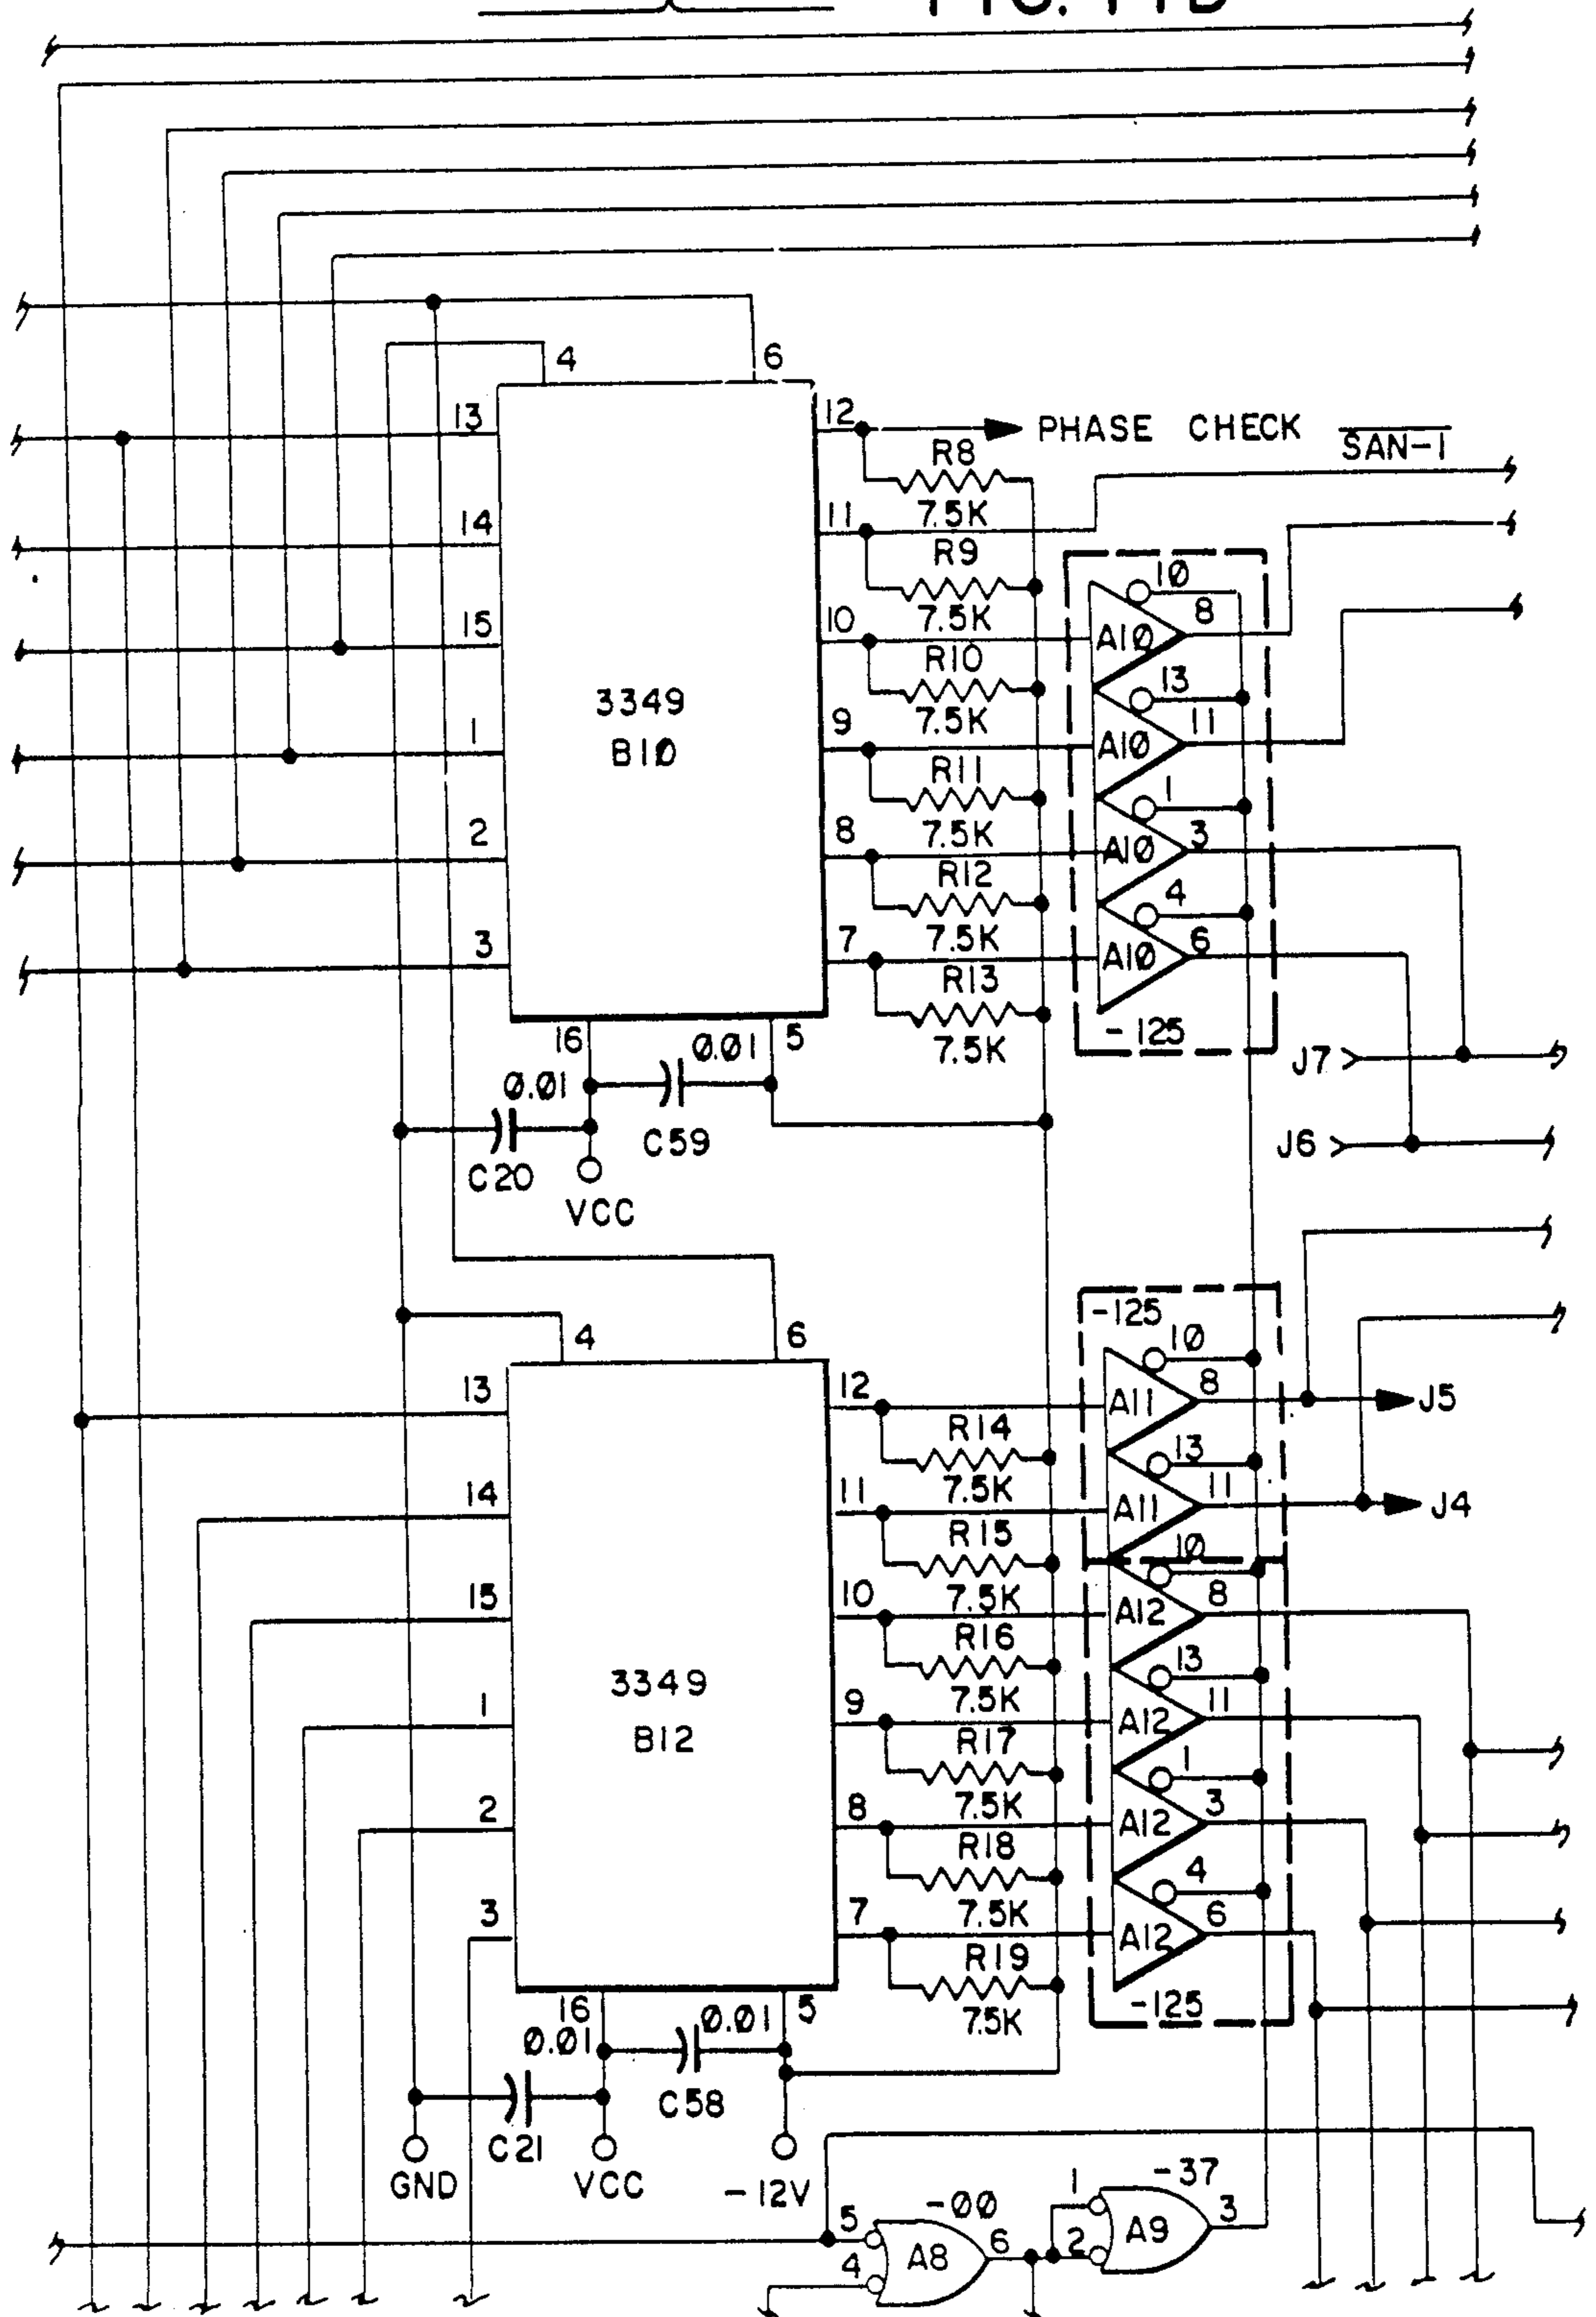 FIG. 11B
4
6
13
12
PHASE CHECK
SAN-1
R8
7.5K
14
11
R9
7.5K
10
8
15
10
A10
R10
7.5K
13
11
3349
B10
1
9
A10
R11
7.5K
1
3
2
8
A10
R12
7.5K
4
6
3
7
A10
R13
7.5K
-125
16
0.01
5
J7
0.01
C59
C20
J6
VCC
4
6
-125
10
8
13
12
A11
J5
R14
7.5K
13
11
14
11
A11
J4
R15
7.5K
10
8
15
10
A12
R16
7.5K
13
11
3349
B12
1
9
A12
R17
7.5K
1
3
2
8
A12
R18
7.5K
4
6
3
7
A12
R19
7.5K
-125
16
0.01
5
0.01
C58
C21
GND
VCC
-12V
-00
1
-37
3
5
A8
6
2
A9
4